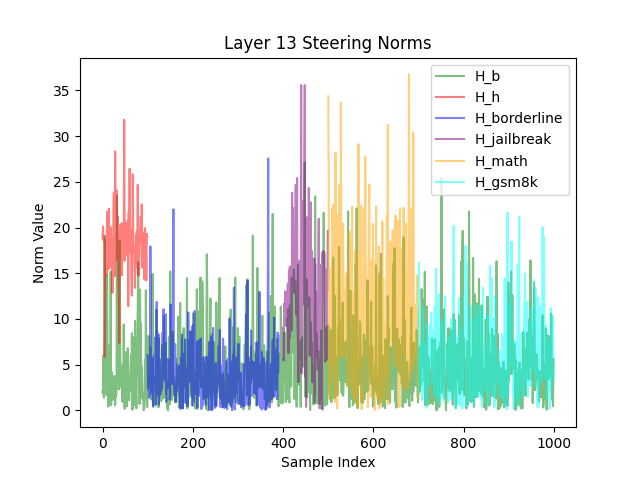 Layer 13 Steering Norms
H_b
H_h
H_borderline
H_jailbreak
H_math
H_gsm8k
Norm Value
35
30
25
20
15
10
5
0
0 200 400 600 800 1000
Sample Index